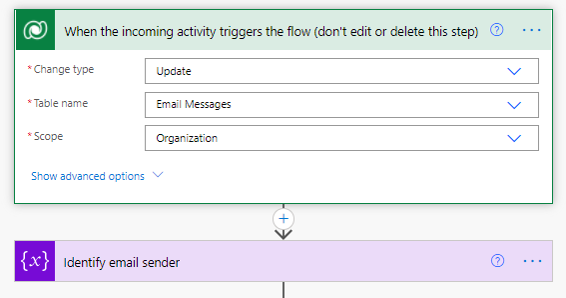 When the incoming activity triggers the flow (don't edit or delete this step)
* Change type
Update
* Table name
Email Messages
* Scope
Organization
Show advanced options
{x} Identify email sender